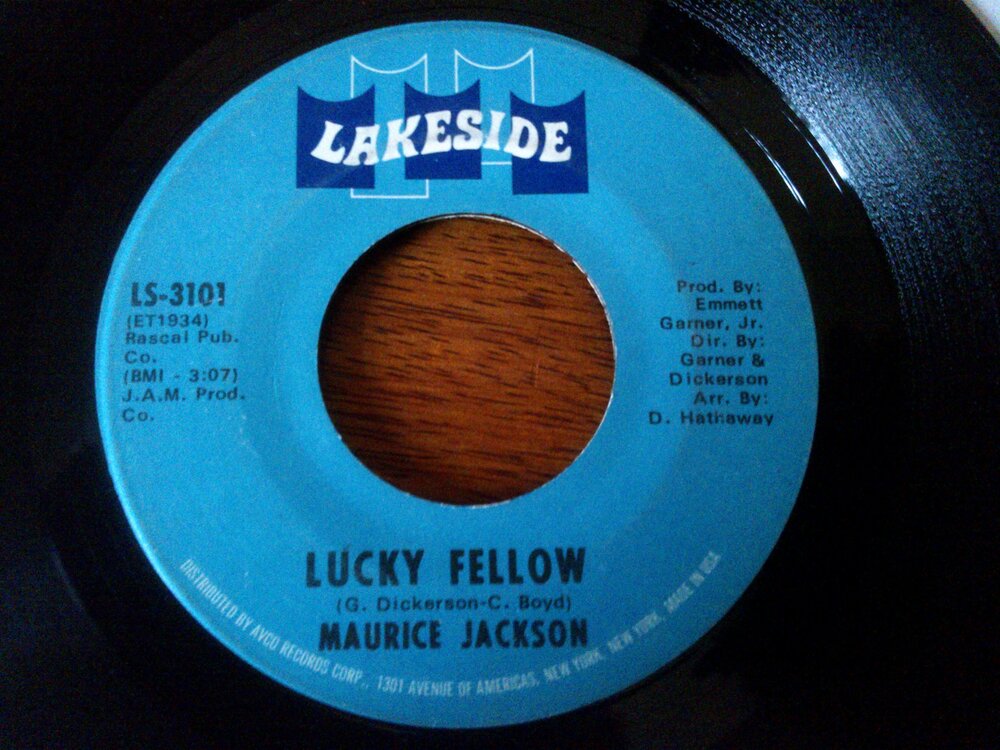 LAKESIDE
LS-3101
(ET1934)
Rascal Pub.
Co.
(BMI - 3:07)
J.A.M. Prod.
Co.
Prod. By:
Emmett
Garner, Jr.
Dir. By:
Garner &
Dickerson
Arr. By:
D. Hathaway
LUCKY FELLOW
(G. Dickerson-C. Boyd)
MAURICE JACKSON
DISTRIBUTED BY AVCO RECORDS CORP., 1301 AVENUE OF AMERICAS, NEW YORK, NEW YORK, MADE IN USA